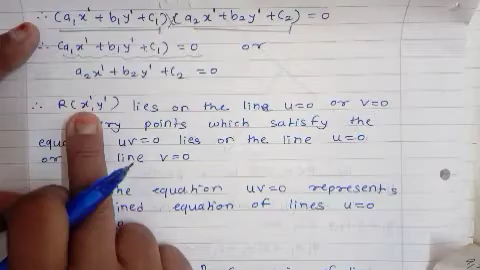 ∴ (a₁x' + b₁y' + c₁) (a₂x' + b₂y' + c₂) = 0
∴ (a₁x' + b₁y' + c₁) = 0 or
a₂x' + b₂y' + c₂ = 0
∴ R(x', y') lies on the line u=0 or v=0
points which satisfy the
uv=0 lies on the line u=0
or line v=0
the equation uv=0 represents
equation of lines u=0